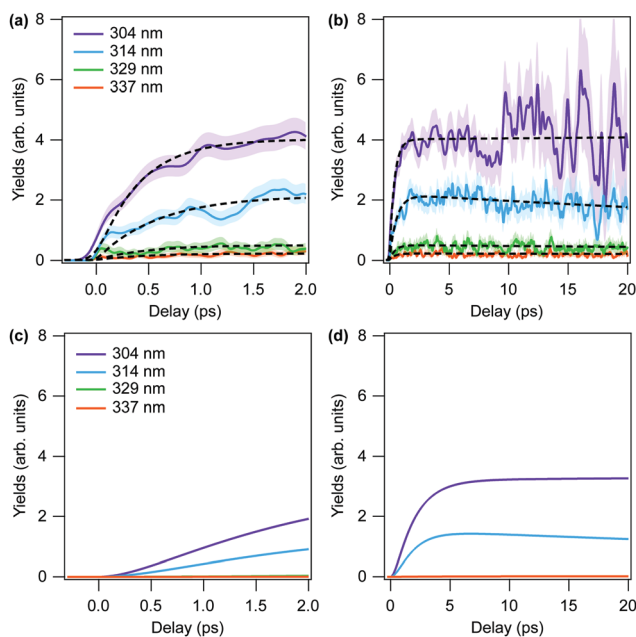 (a)
8
6
4
2
0
Yields (arb. units)
304 nm
314 nm
329 nm
337 nm
0.0 0.5 1.0 1.5 2.0
Delay (ps)
(b)
8
6
4
2
0
Yields (arb. units)
0 5 10 15 20
Delay (ps)
(c)
8
6
4
2
0
Yields (arb. units)
304 nm
314 nm
329 nm
337 nm
0.0 0.5 1.0 1.5 2.0
Delay (ps)
(d)
8
6
4
2
0
Yields (arb. units)
0 5 10 15 20
Delay (ps)